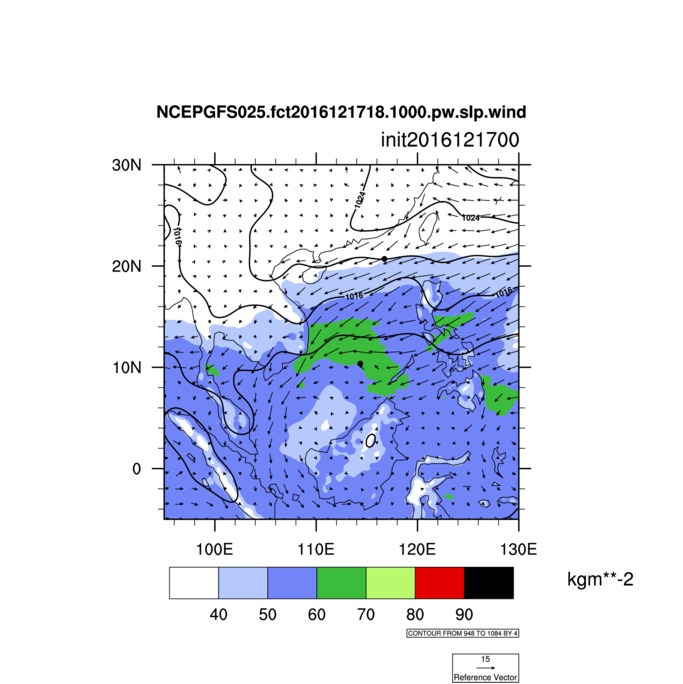 NCEPGFS025.fct2016121718.1000.pw.slp.wind
init2016121700
30N
20N
10N
0
1024
1024
1016
1016
1016
100E 110E 120E 130E
kgm**-2
40 50 60 70 80 90
CONTOUR FROM 948 TO 1084 BY 4
15
Reference Vector